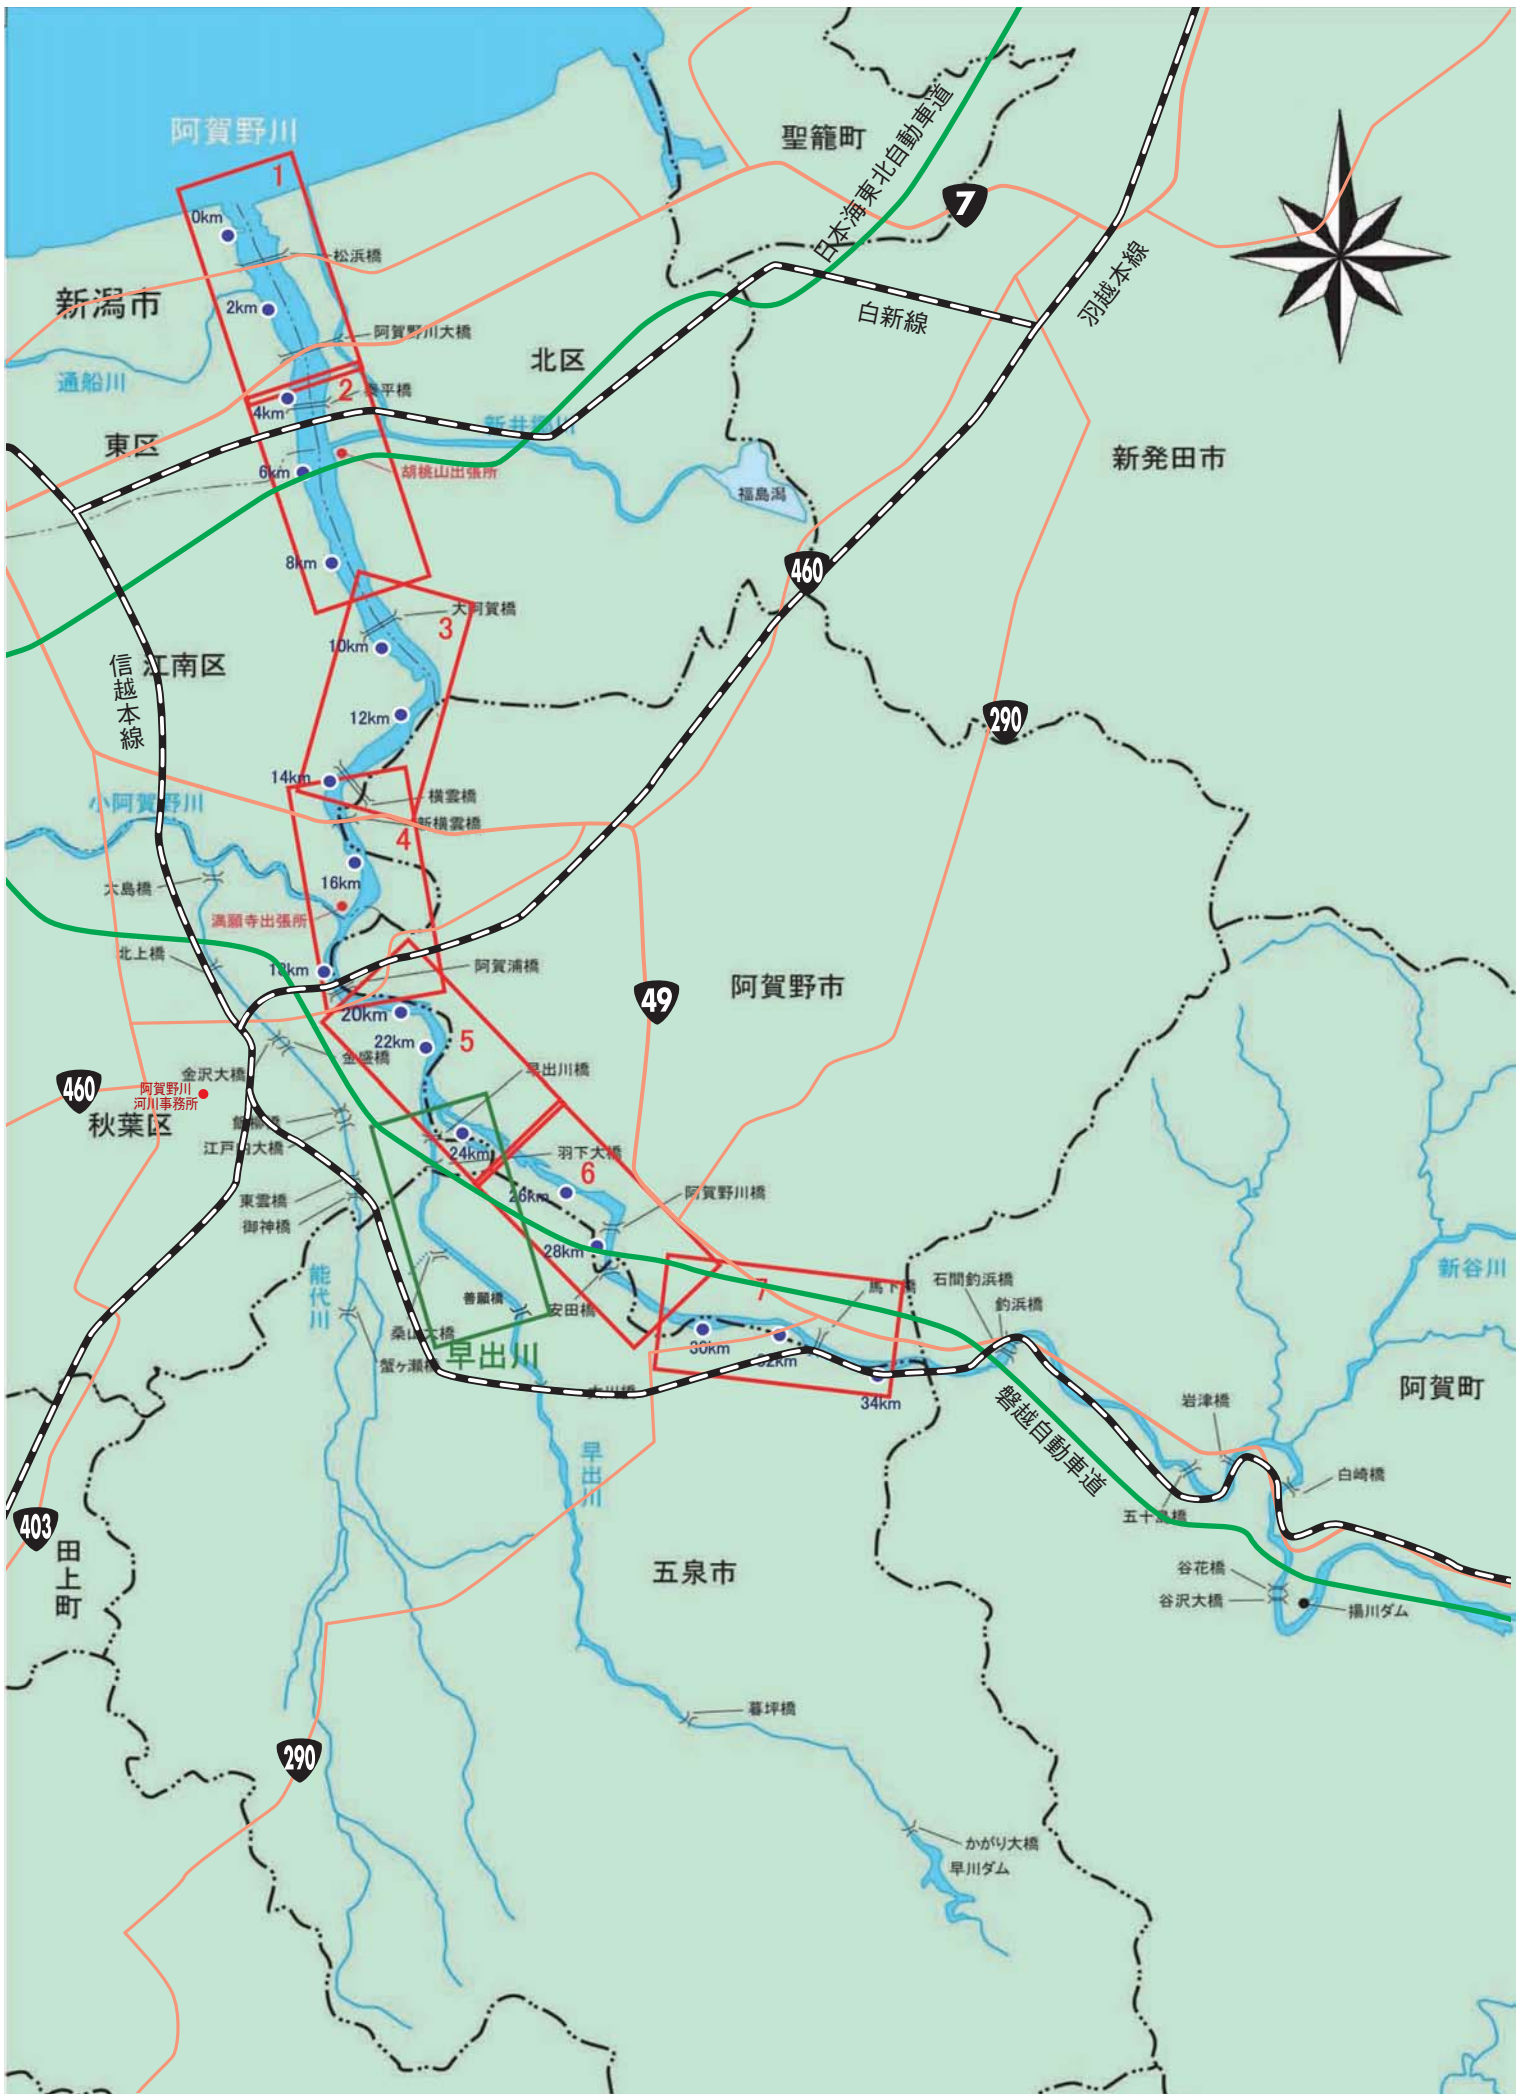 阿賀野川
聖籠町
日本海東北自動車道
7
1
0km
松浜橋
新潟市
2km
羽越本線
白新線
阿賀野川大橋
北区
通船川
2
4km
東区
6km
胡桃山出張所
新発田市
福島潟
8km
460
大阿賀橋
3
10km
江南区
信越本線
12km
290
14km
横雲橋
小阿賀野川
新横雲橋
4
16km
大島橋
満願寺出張所
北上橋
18km
阿賀浦橋
阿賀野市
49
20km
22km
5
金盛橋
金沢大橋
早出川橋
460
阿賀野川
河川事務所
秋葉区
江戸内大橋
24km
羽下大橋
6
26km
阿賀野川橋
東雲橋
御神橋
28km
能代川
善願橋
安田橋
7
石間釣浜橋
釣浜橋
新谷川
桑山大橋
早出川
蟹ヶ瀬橋
30km
32km
34km
阿賀町
磐越自動車道
岩津橋
白崎橋
早出川
403
田上町
五泉市
谷花橋
谷沢大橋
揚川ダム
暮坪橋
290
かがり大橋
早川ダム